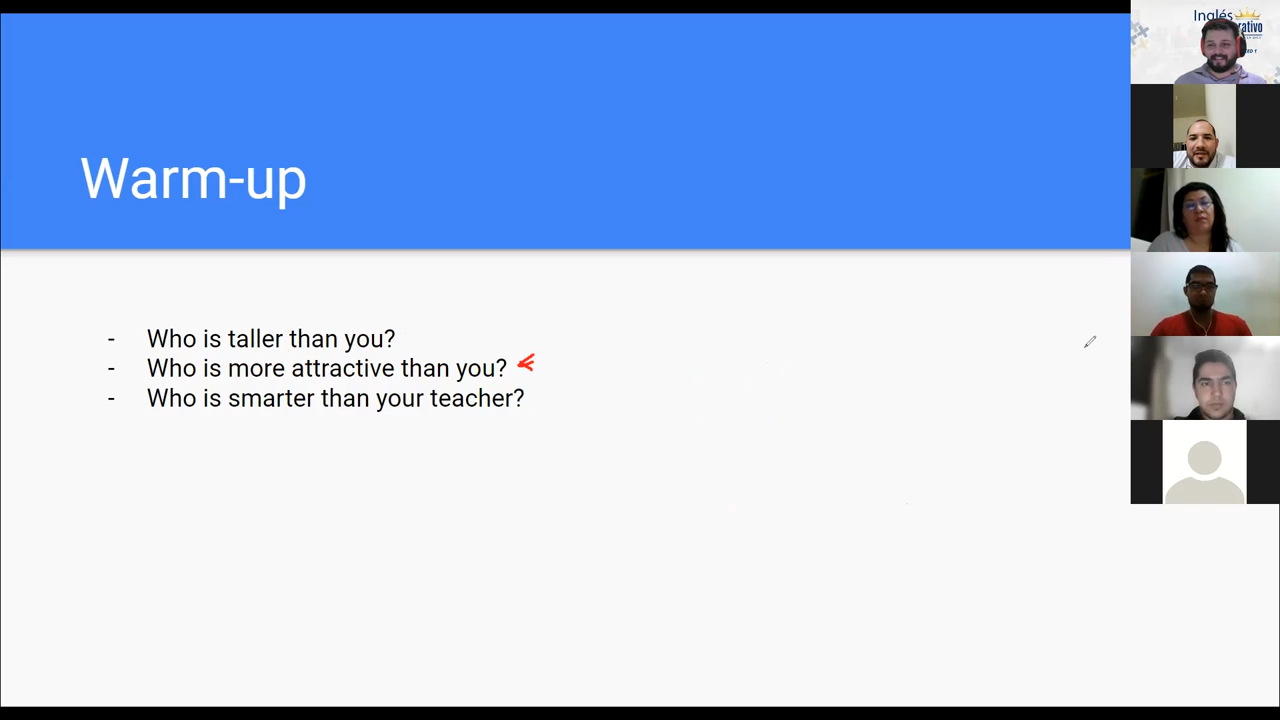 Warm-up
- Who is taller than you?
- Who is more attractive than you?
- Who is smarter than your teacher?
Inglés